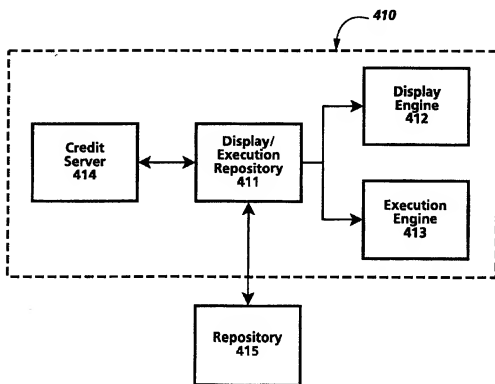 410
Display
Engine
412
Credit
Server
414
Display/
Execution
Repository
411
Execution
Engine
413
Repository
415